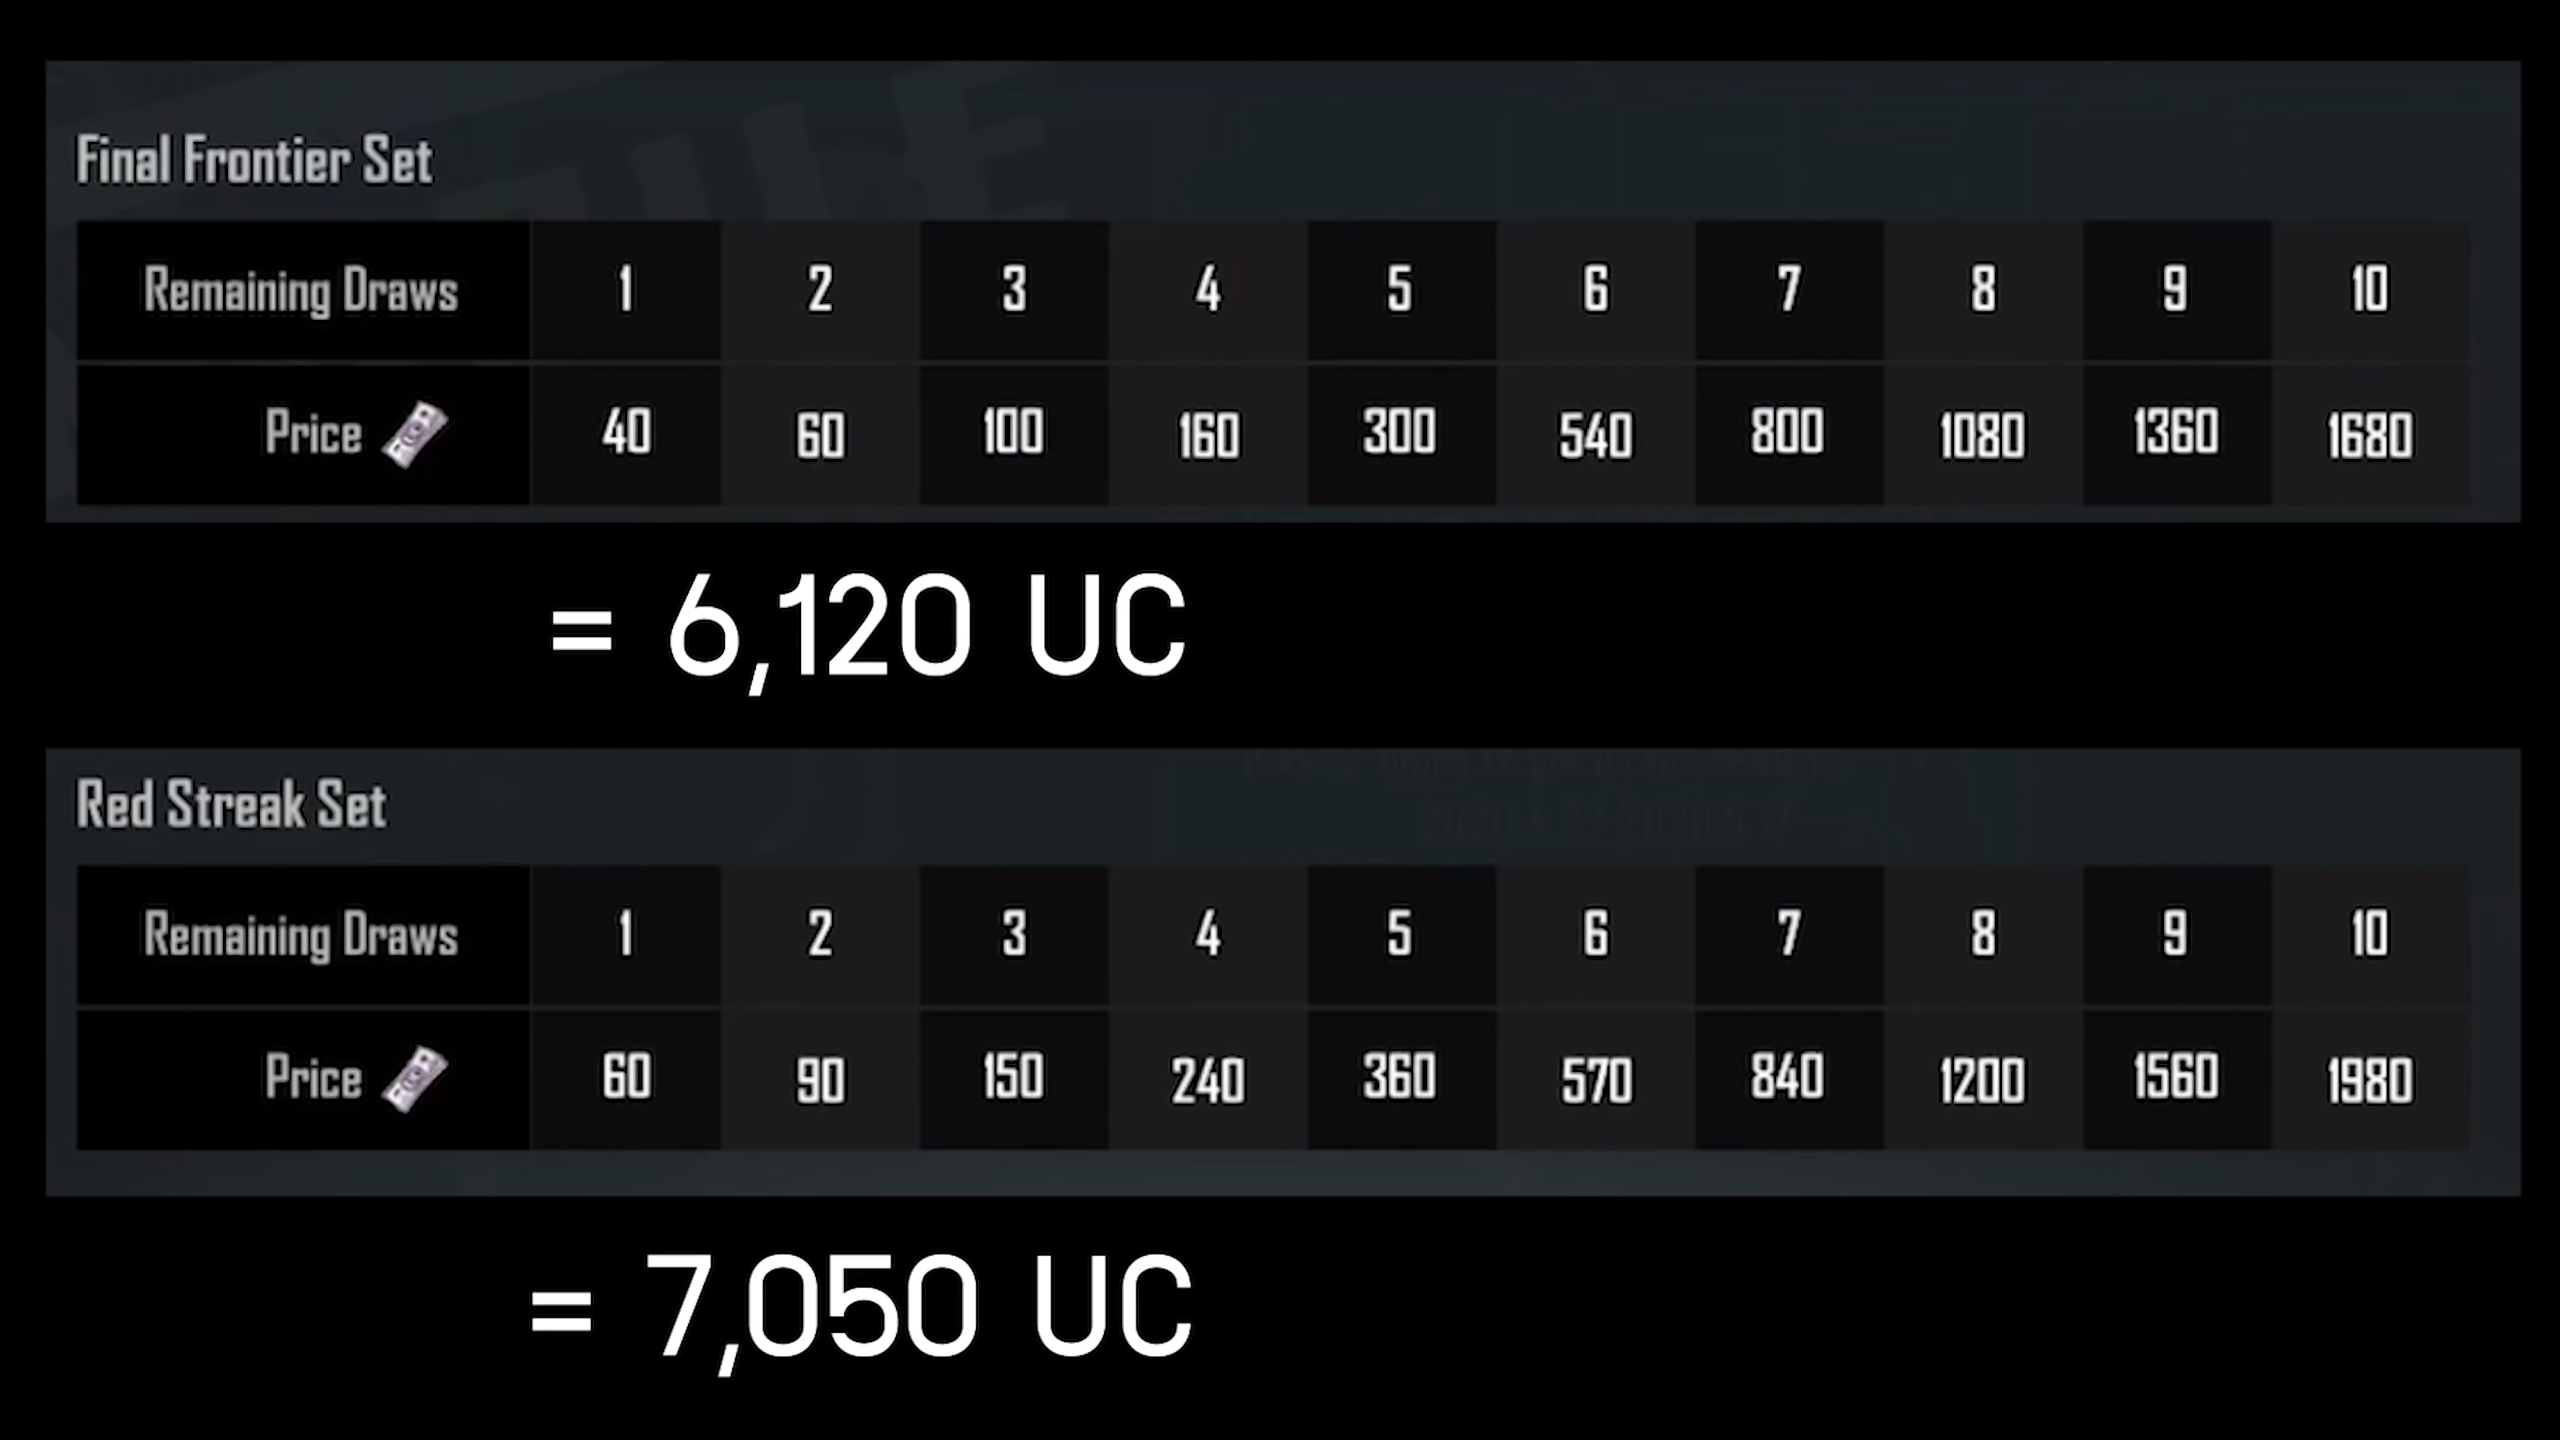 Final Frontier Set
Remaining Draws 1 2 3 4 5 6 7 8 9 10
Price 40 60 100 160 300 540 800 1080 1360 1680
= 6,120 UC
Red Streak Set
Remaining Draws 1 2 3 4 5 6 7 8 9 10
Price 60 90 150 240 360 570 840 1200 1560 1980
= 7,050 UC